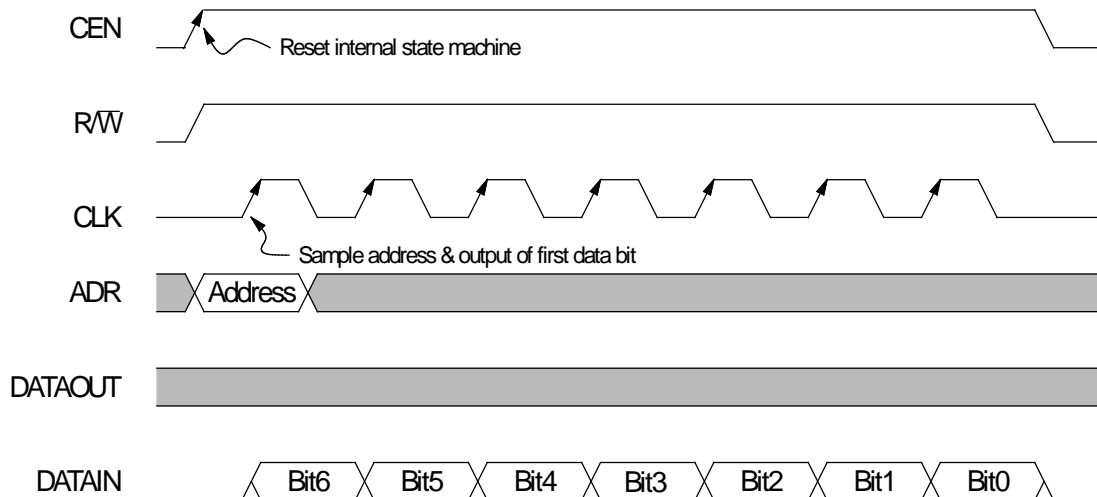 CEN
Reset internal state machine
R/W̅
CLK
Sample address & output of first data bit
ADR
Address
DATAOUT
DATAIN
Bit6 Bit5 Bit4 Bit3 Bit2 Bit1 Bit0